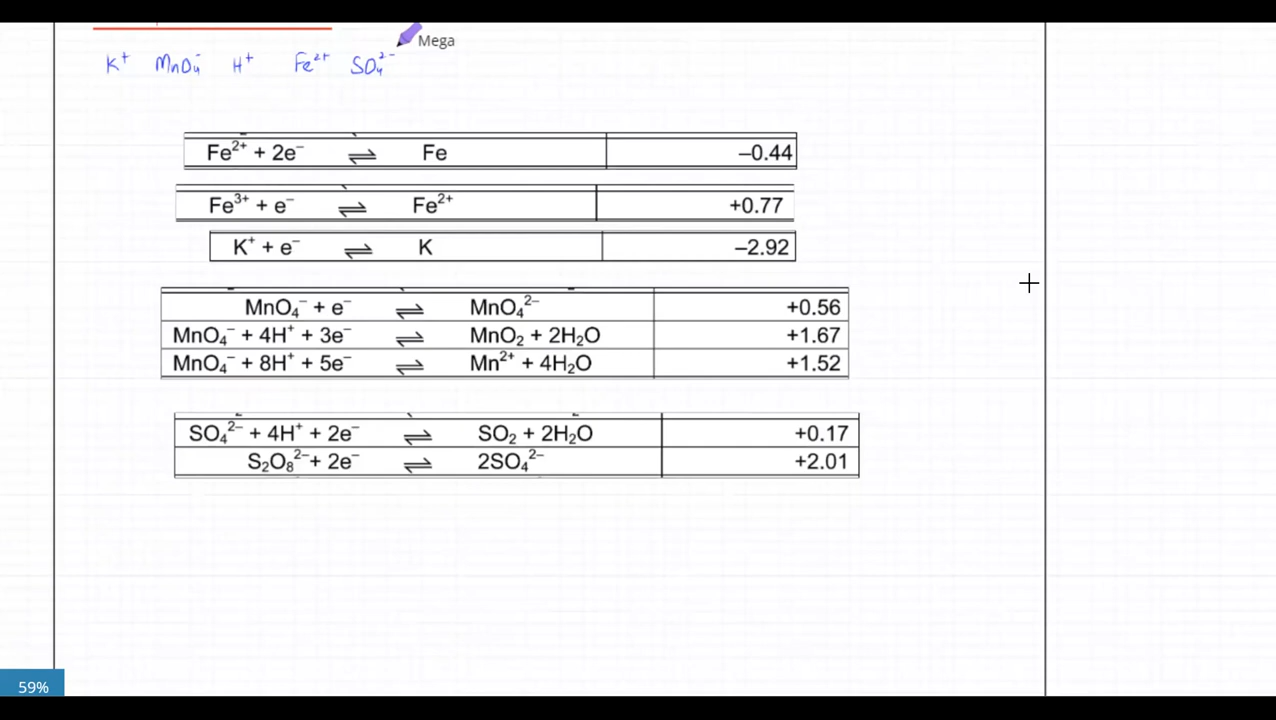 Mega
K⁺ MnO₄⁻ H⁺ Fe²⁺ SO₄²⁻
Fe²⁺ + 2e⁻ ⇌ Fe –0.44
Fe³⁺ + e⁻ ⇌ Fe²⁺ +0.77
K⁺ + e⁻ ⇌ K –2.92
MnO₄⁻ + e⁻ ⇌ MnO₄²⁻ +0.56
MnO₄⁻ + 4H⁺ + 3e⁻ ⇌ MnO₂ + 2H₂O +1.67
MnO₄⁻ + 8H⁺ + 5e⁻ ⇌ Mn²⁺ + 4H₂O +1.52
SO₄²⁻ + 4H⁺ + 2e⁻ ⇌ SO₂ + 2H₂O +0.17
S₂O₈²⁻ + 2e⁻ ⇌ 2SO₄²⁻ +2.01
59%